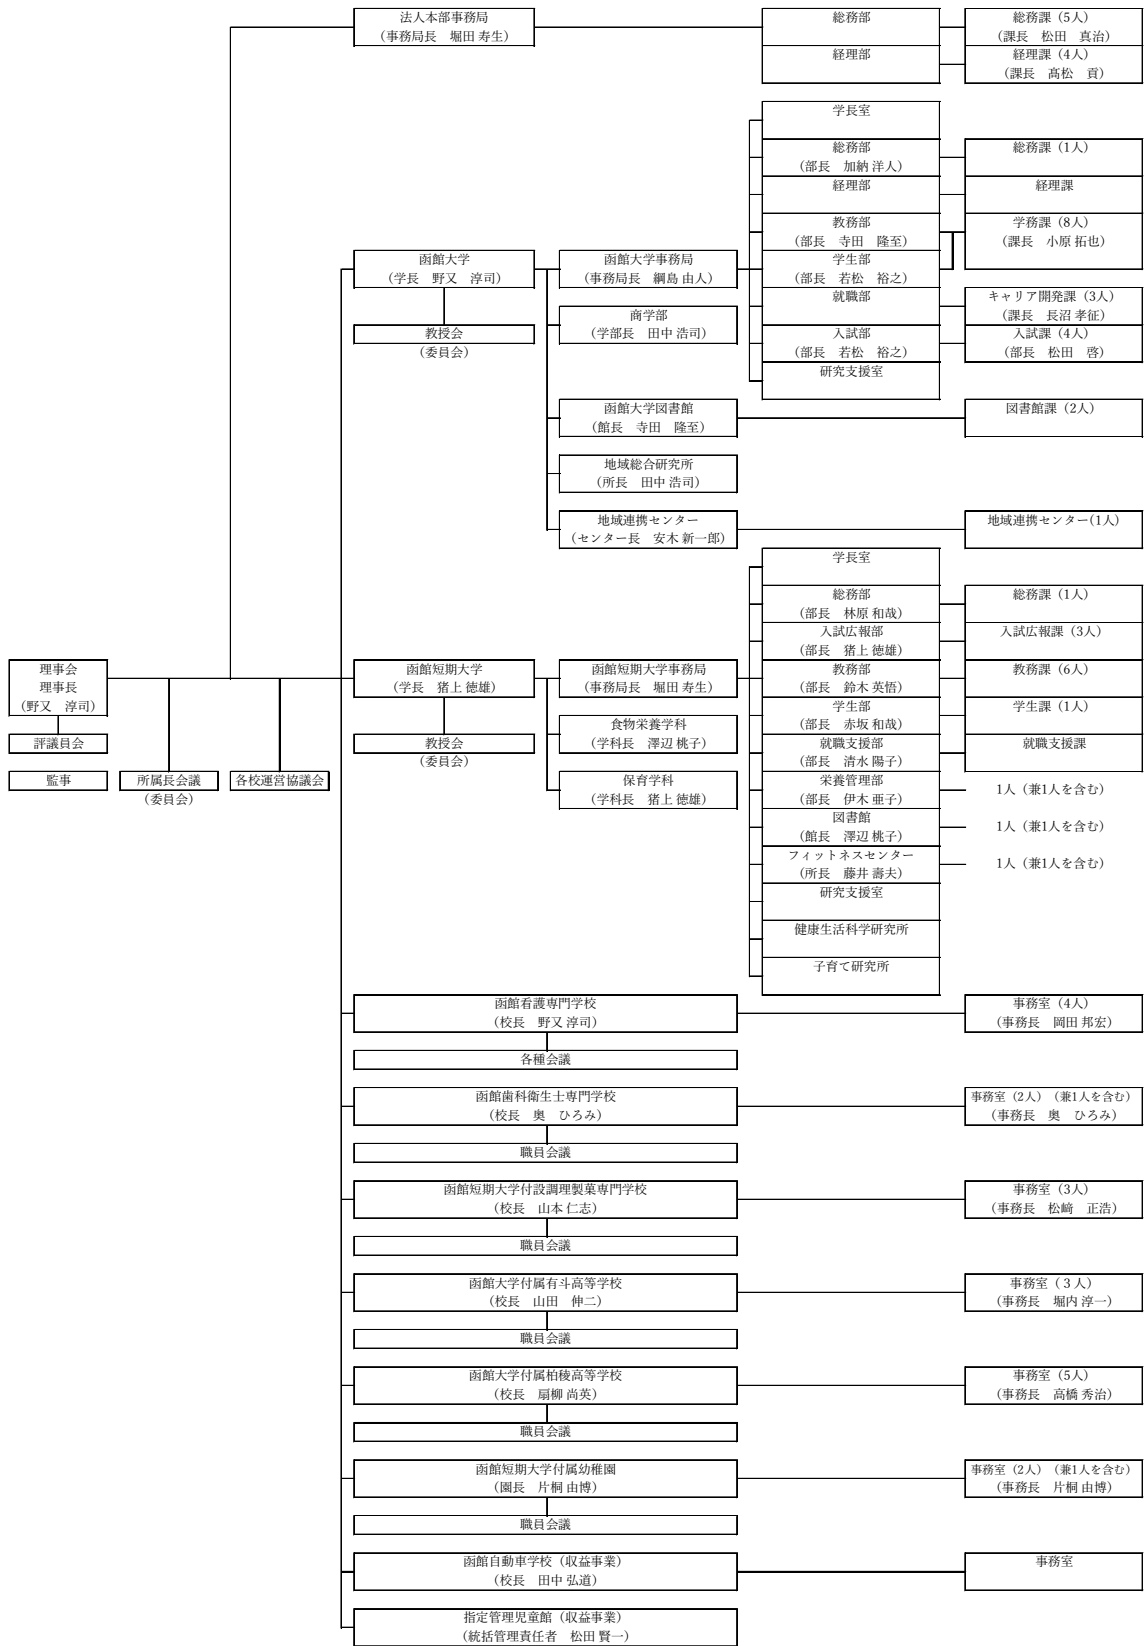 法人本部事務局
(事務局長　堀田 寿生)
総務部
総務課（5人）
(課長　松田　真治)
経理部
経理課（4人）
(課長　髙松　貢)
学長室
総務部
(部長　加納 洋人)
総務課（1人）
経理部
経理課
教務部
(部長　寺田　隆至)
学務課（8人）
(課長　小原 拓也)
函館大学
(学長　野又　淳司)
函館大学事務局
(事務局長　綱島 由人)
学生部
(部長　若松　裕之)
就職部
キャリア開発課（3人）
(課長　長沼 孝征)
商学部
(学部長　田中 浩司)
教授会
(委員会)
入試部
(部長　若松　裕之)
入試課（4人）
(部長　松田　啓)
研究支援室
函館大学図書館
(館長　寺田　隆至)
図書館課（2人）
地域総合研究所
(所長　田中 浩司)
地域連携センター
(センター長　安木 新一郎)
地域連携センター(1人)
学長室
総務部
(部長　林原 和哉)
総務課（1人）
入試広報部
(部長　猪上 徳雄)
入試広報課（3人）
理事会
理事長
(野又　淳司)
函館短期大学
(学長　猪上 徳雄)
函館短期大学事務局
(事務局長　堀田 寿生)
教務部
(部長　鈴木 英悟)
教務課（6人）
学生部
(部長　赤坂 和哉)
学生課（1人）
食物栄養学科
(学科長　澤辺 桃子)
評議員会
教授会
(委員会)
就職支援部
(部長　清水 陽子)
就職支援課
監事
所属長会議
(委員会)
各校運営協議会
保育学科
(学科長　猪上 徳雄)
栄養管理部
(部長　伊木 亜子)
1人（兼1人を含む）
図書館
(館長　澤辺 桃子)
1人（兼1人を含む）
フィットネスセンター
(所長　藤井 壽夫)
1人（兼1人を含む）
研究支援室
健康生活科学研究所
子育て研究所
函館看護専門学校
(校長　野又 淳司)
事務室（4人）
(事務長　岡田 邦宏)
各種会議
函館歯科衛生士専門学校
(校長　奥　ひろみ)
事務室（2人）（兼1人を含む）
(事務長　奥　ひろみ)
職員会議
函館短期大学付設調理製菓専門学校
(校長　山本 仁志)
事務室（3人）
(事務長　松﨑　正浩)
職員会議
函館大学付属有斗高等学校
(校長　山田　伸二)
事務室（３人）
(事務長　堀内 淳一)
職員会議
函館大学付属柏稜高等学校
(校長　扇柳 尚英)
事務室（5人）
(事務長　高橋 秀治)
職員会議
函館短期大学付属幼稚園
(園長　片桐 由博)
事務室（2人）（兼1人を含む）
(事務長　片桐 由博)
職員会議
函館自動車学校（収益事業）
(校長　田中 弘道)
事務室
指定管理児童館（収益事業）
(統括管理責任者　松田 賢一)